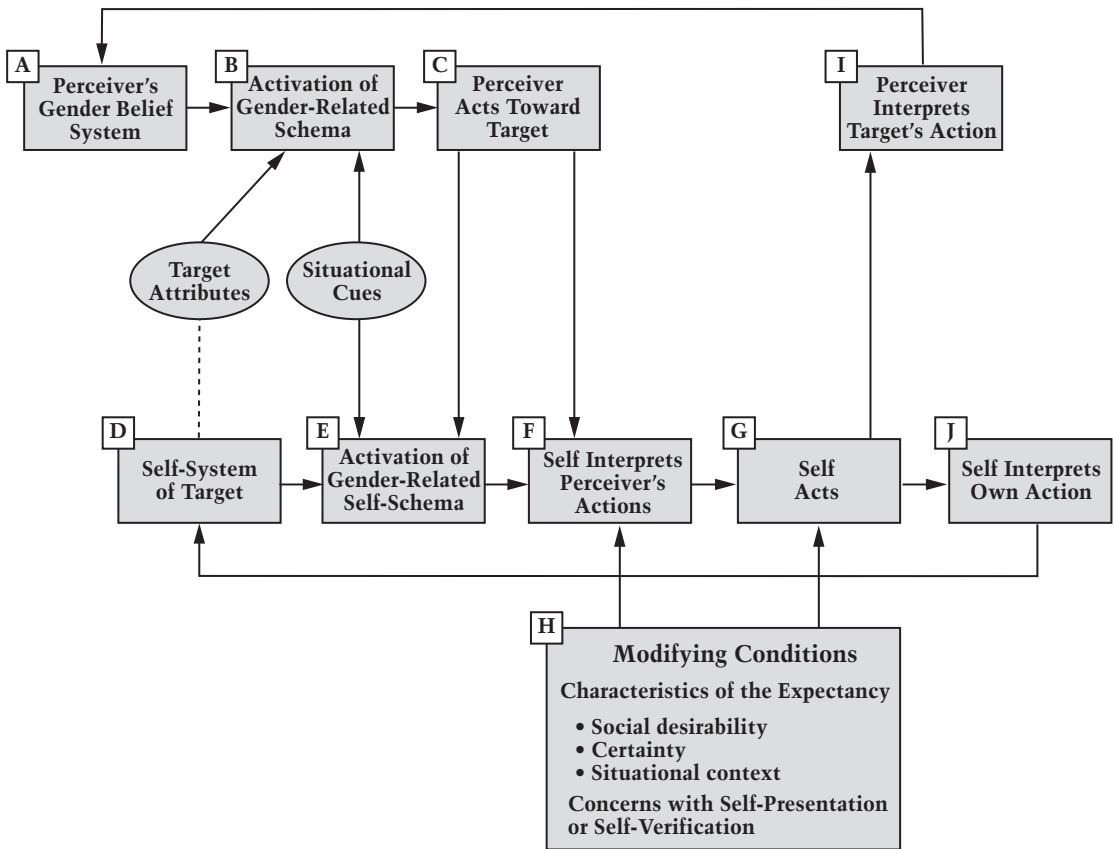 A
Perceiver's
Gender Belief
System
B
Activation of
Gender-Related
Schema
C
Perceiver
Acts Toward
Target
I
Perceiver
Interprets
Target's Action
Target
Attributes
Situational
Cues
D
Self-System
of Target
E
Activation of
Gender-Related
Self-Schema
F
Self Interprets
Perceiver's
Actions
G
Self
Acts
J
Self Interprets
Own Action
H
Modifying Conditions
Characteristics of the Expectancy
• Social desirability
• Certainty
• Situational context
Concerns with Self-Presentation
or Self-Verification